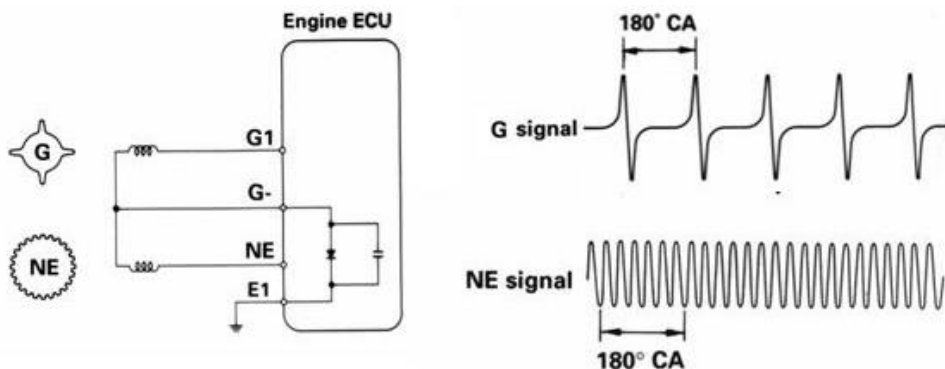 Engine ECU
G
G1
G-
NE
NE
E1
180° CA
G signal
NE signal
180° CA